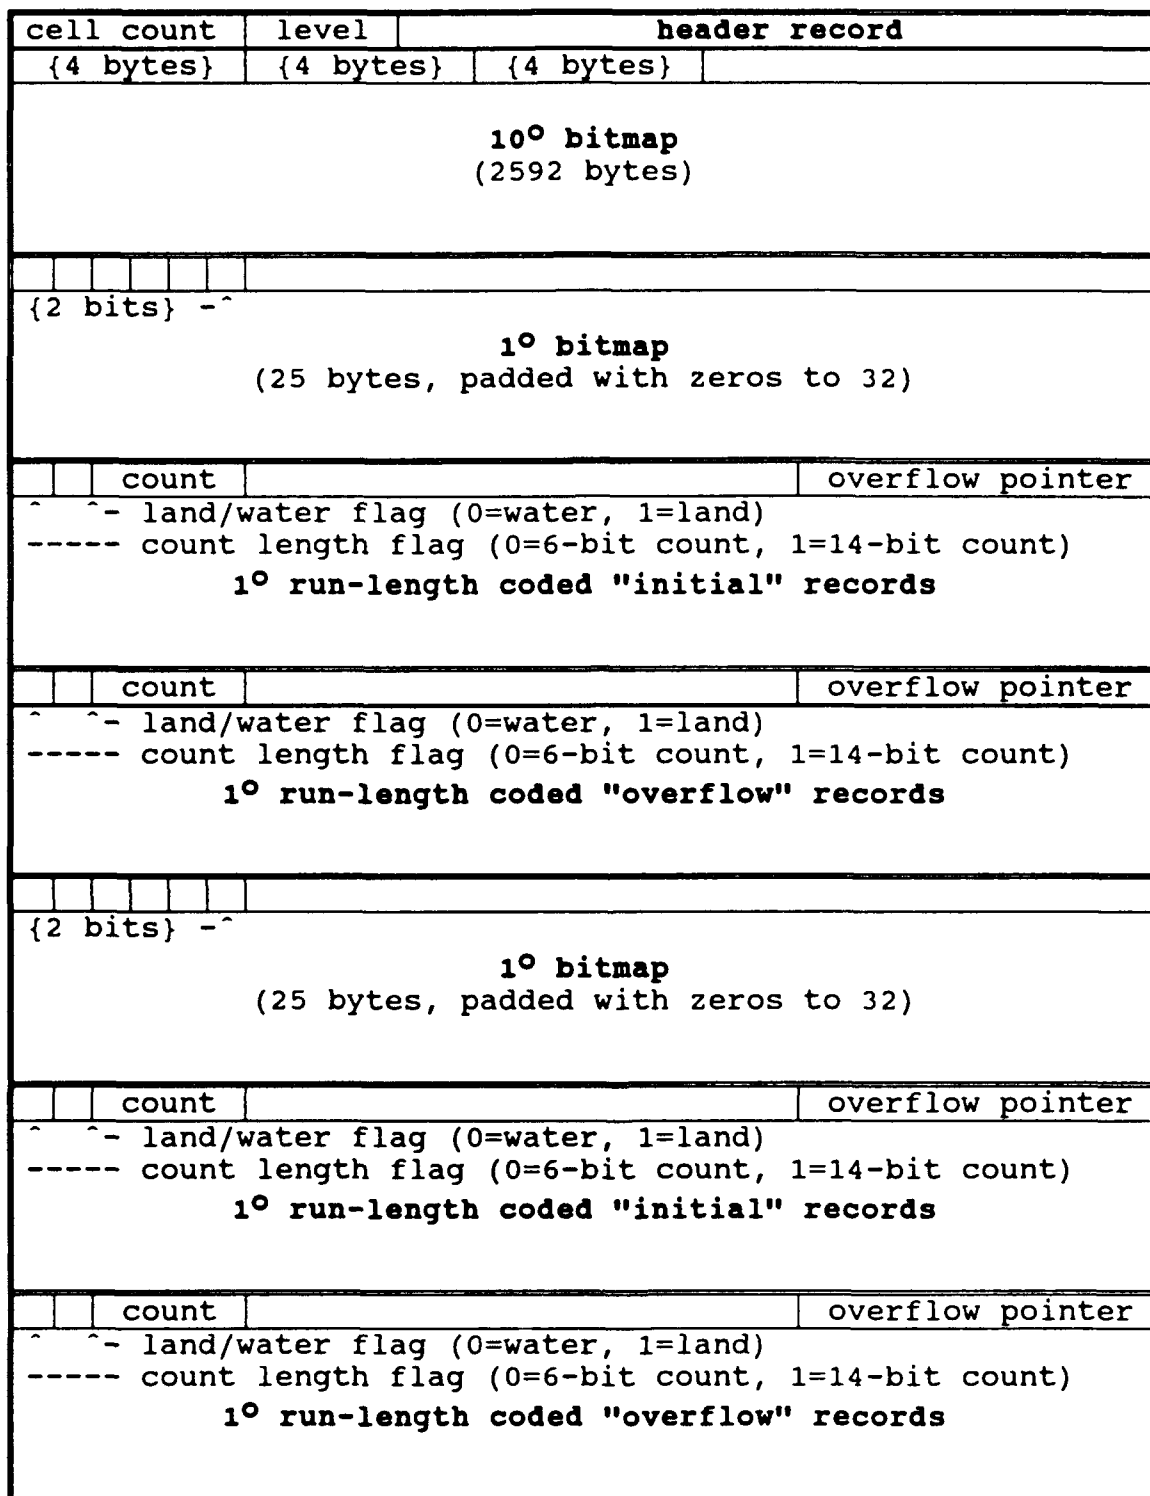 cell count level header record
{4 bytes} {4 bytes} {4 bytes}
10° bitmap
(2592 bytes)
{2 bits} -^
1° bitmap
(25 bytes, padded with zeros to 32)
count overflow pointer
^ ^- land/water flag (0=water, 1=land)
----- count length flag (0=6-bit count, 1=14-bit count)
1° run-length coded "initial" records
count overflow pointer
^ ^- land/water flag (0=water, 1=land)
----- count length flag (0=6-bit count, 1=14-bit count)
1° run-length coded "overflow" records
{2 bits} -^
1° bitmap
(25 bytes, padded with zeros to 32)
count overflow pointer
^ ^- land/water flag (0=water, 1=land)
----- count length flag (0=6-bit count, 1=14-bit count)
1° run-length coded "initial" records
count overflow pointer
^ ^- land/water flag (0=water, 1=land)
----- count length flag (0=6-bit count, 1=14-bit count)
1° run-length coded "overflow" records